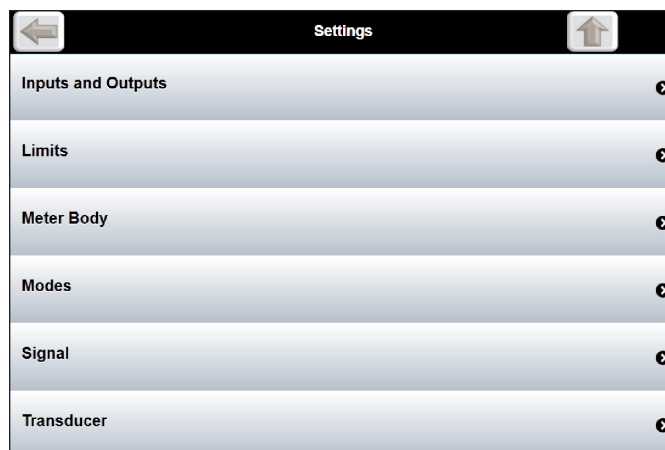 Settings
Inputs and Outputs
Limits
Meter Body
Modes
Signal
Transducer